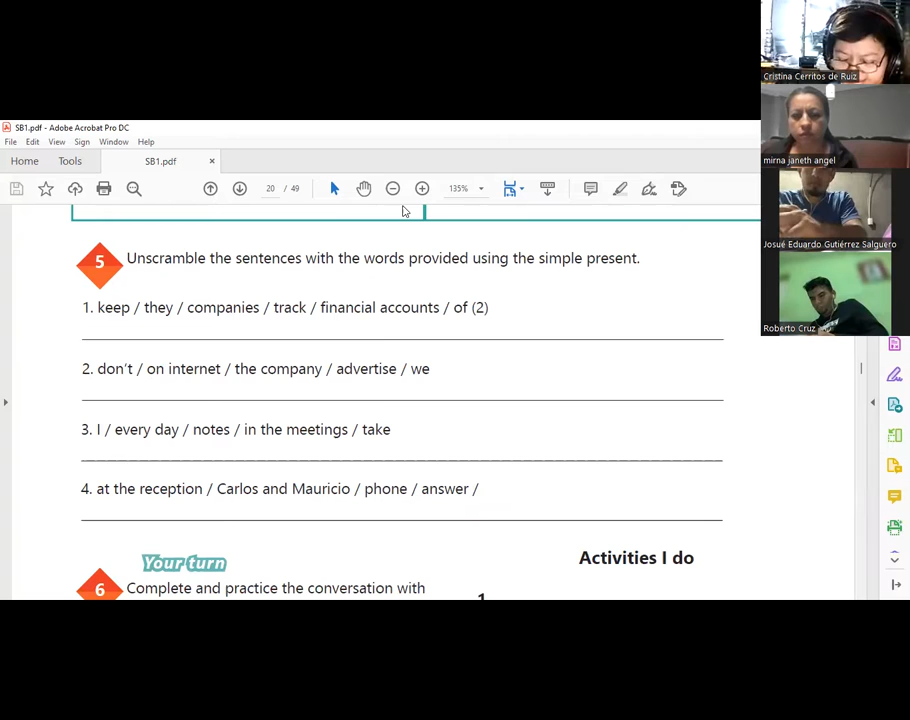 SB1.pdf - Adobe Acrobat Pro DC
File Edit View Sign Window Help
Home Tools SB1.pdf ×
20 / 49 135%
5 Unscramble the sentences with the words provided using the simple present.
1. keep / they / companies / track / financial accounts / of (2)
2. don't / on internet / the company / advertise / we
3. I / every day / notes / in the meetings / take
4. at the reception / Carlos and Mauricio / phone / answer /
Your turn
Activities I do
6 Complete and practice the conversation with
1
Cristina Cerritos de Ruiz
mirna janeth angel
Josué Eduardo Gutiérrez Salguero
Roberto Cruz